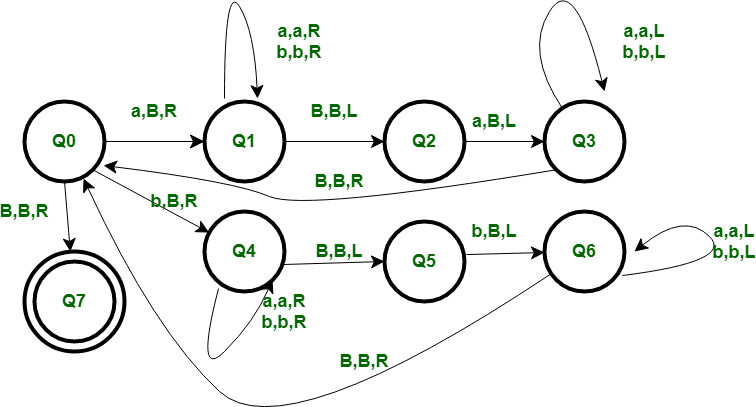 a,a,R
b,b,R
a,a,L
b,b,L
a,B,R
B,B,L
a,B,L
Q0
Q1
Q2
Q3
B,B,R
b,B,R
B,B,R
Q4
B,B,L
Q5
b,B,L
Q6
a,a,L
b,b,L
Q7
a,a,R
b,b,R
B,B,R